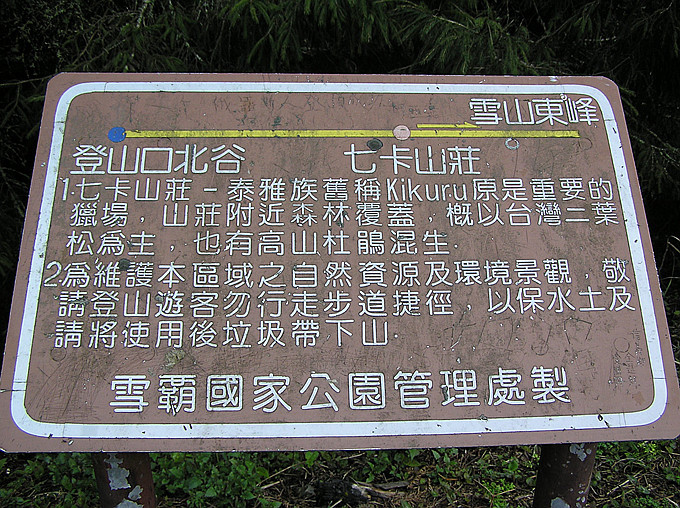 雪山東峰
登山口北谷 七卡山莊
1.七卡山莊－泰雅族舊稱Kikuru原是重要的
獵場，山莊附近森林覆蓋，概以台灣二葉
松為主，也有高山杜鵑混生.
2.為維護本區域之自然資源及環境景觀，敬
請登山遊客勿行走步道捷徑，以保水土及
請將使用後垃圾帶下山.
雪霸國家公園管理處製